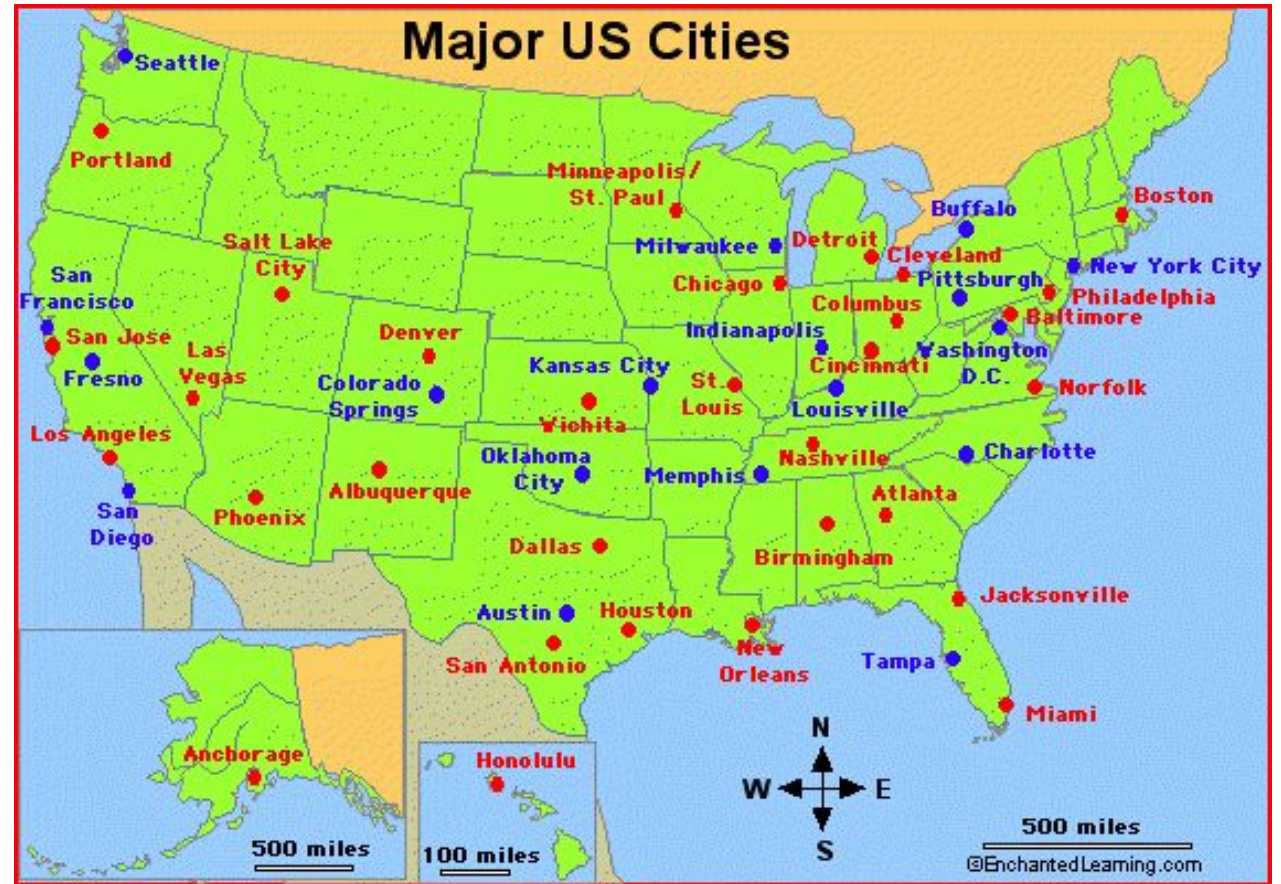 Major US Cities
Seattle
Portland
Minneapolis/
St. Paul
Boston
Buffalo
Salt Lake
City
Milwaukee
Detroit
Cleveland
San
Francisco
Chicago
Pittsburgh
New York City
Columbus
Philadelphia
Baltimore
San Jose
Denver
Indianapolis
Las
Vegas
Fresno
Kansas City
Cincinnati
Washington
D.C.
Colorado
Springs
St.
Louis
Louisville
Norfolk
Los Angeles
Wichita
Oklahoma
City
Memphis
Nashville
Charlotte
Albuquerque
Atlanta
San
Diego
Phoenix
Dallas
Birmingham
Austin
Houston
Jacksonville
San Antonio
New
Orleans
Tampa
Miami
Anchorage
Honolulu
N
W
E
S
500 miles
100 miles
500 miles
©EnchantedLearning.com